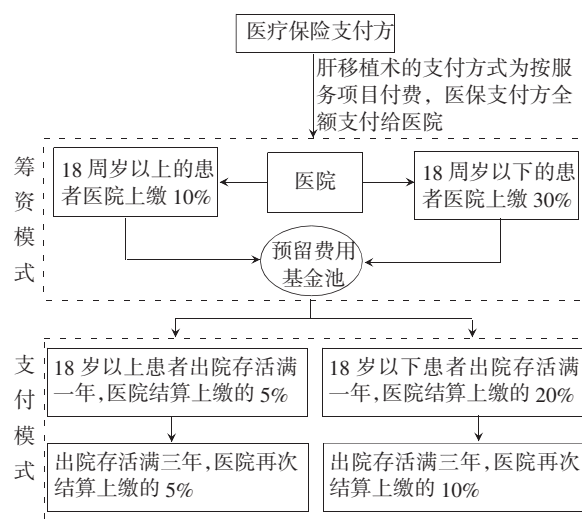 医疗保险支付方
肝移植术的支付方式为按服
务项目付费，医保支付方全
额支付给医院
筹资模式
18 周岁以上的患
者医院上缴 10%
医院
18 周岁以下的患
者医院上缴 30%
预留费用
基金池
支付模式
18 岁以上患者出院存活满
一年,医院结算上缴的 5%
18 岁以下患者出院存活满
一年,医院结算上缴的 20%
出院存活满三年,医院再次
结算上缴的 5%
出院存活满三年,医院再次
结算上缴的 10%